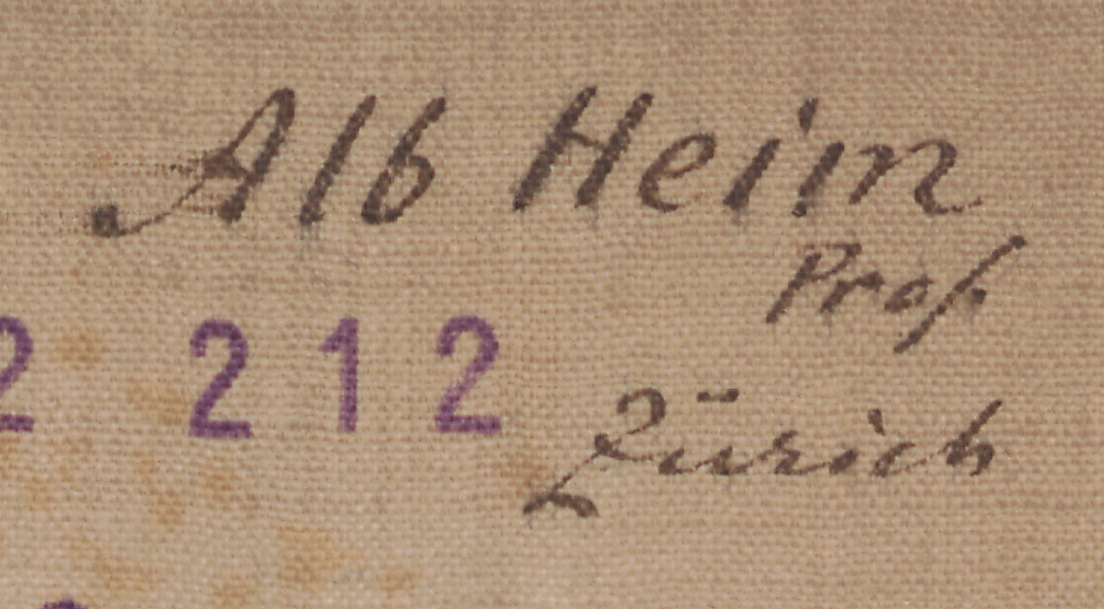 Alb Heim
Prof.
2 212
Zürich